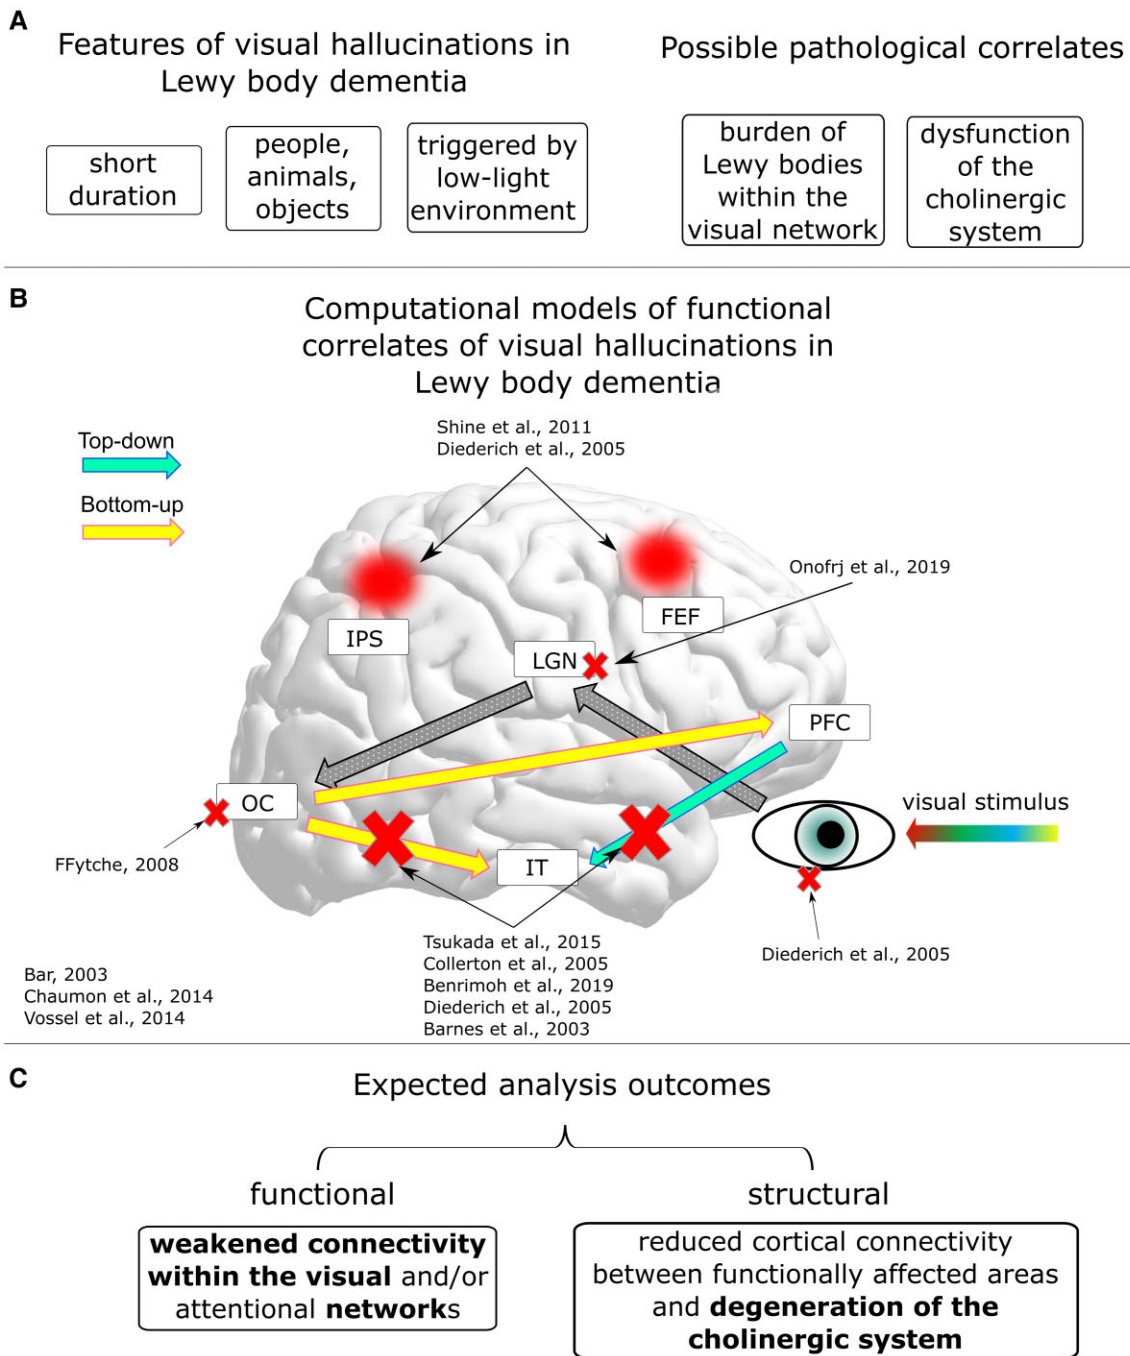 A
Features of visual hallucinations in
Lewy body dementia
Possible pathological correlates
short
duration
people,
animals,
objects
triggered by
low-light
environment
burden of
Lewy bodies
within the
visual network
dysfunction
of the
cholinergic
system
B
Computational models of functional
correlates of visual hallucinations in
Lewy body dementia
Top-down
Bottom-up
Shine et al., 2011
Diederich et al., 2005
Onofrj et al., 2019
IPS
FEF
LGN
PFC
OC
IT
visual stimulus
FFytche, 2008
Diederich et al., 2005
Tsukada et al., 2015
Collerton et al., 2005
Benrimoh et al., 2019
Diederich et al., 2005
Barnes et al., 2003
Bar, 2003
Chaumon et al., 2014
Vossel et al., 2014
C
Expected analysis outcomes
functional
weakened connectivity
within the visual and/or
attentional networks
structural
reduced cortical connectivity
between functionally affected areas
and degeneration of the
cholinergic system